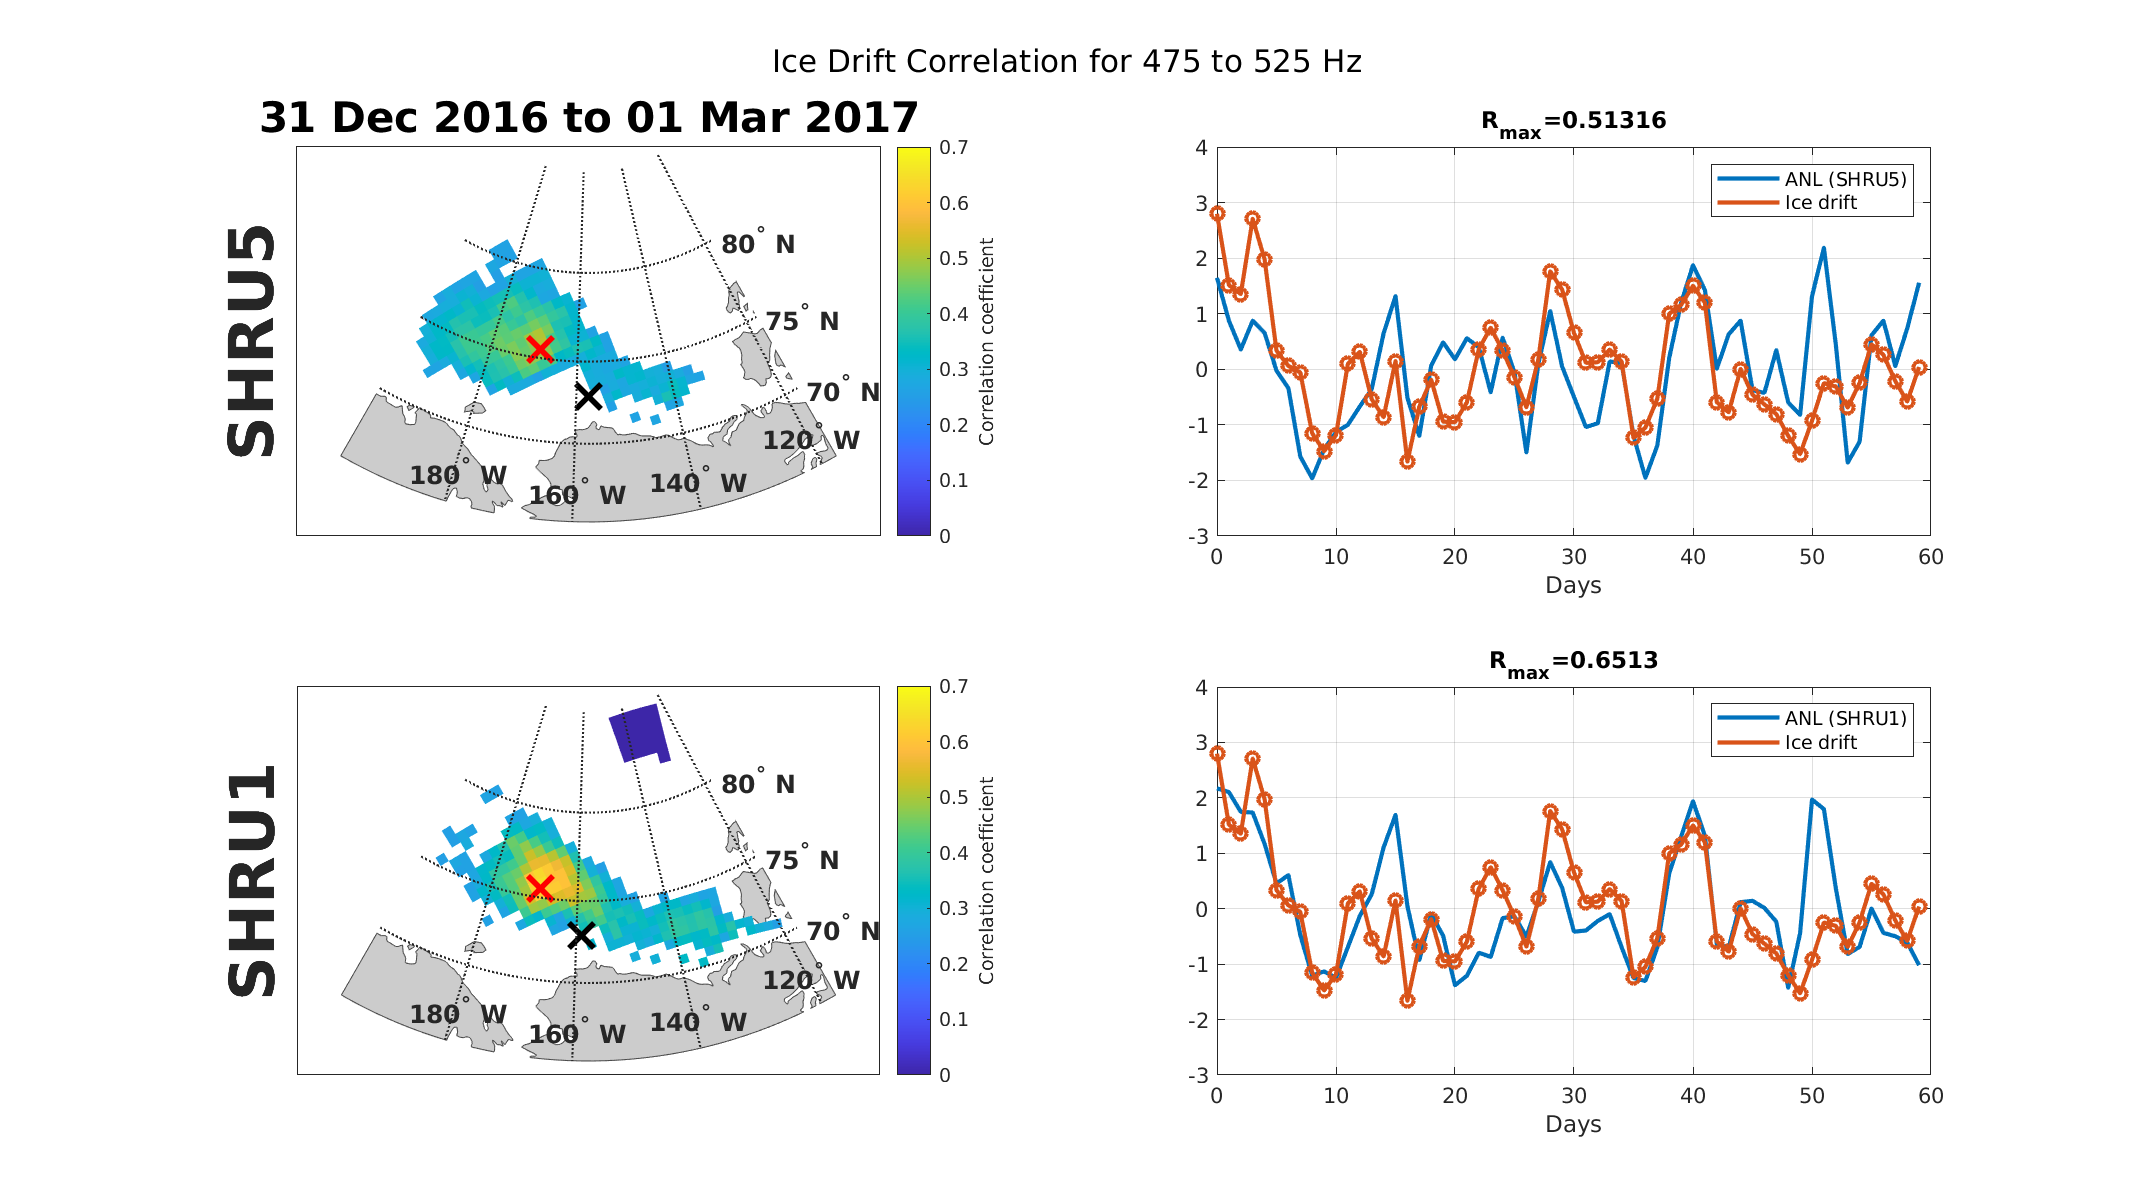 Ice Drift Correlation for 475 to 525 Hz
31 Dec 2016 to 01 Mar 2017
SHRU5
80° N
75° N
70° N
120° W
140° W
160° W
180° W
0.7
0.6
0.5
0.4
0.3
0.2
0.1
0
Correlation coefficient
Rmax=0.51316
ANL (SHRU5)
Ice drift
4
3
2
1
0
-1
-2
-3
0 10 20 30 40 50 60
Days
SHRU1
80° N
75° N
70° N
120° W
140° W
160° W
180° W
0.7
0.6
0.5
0.4
0.3
0.2
0.1
0
Correlation coefficient
Rmax=0.6513
ANL (SHRU1)
Ice drift
4
3
2
1
0
-1
-2
-3
0 10 20 30 40 50 60
Days